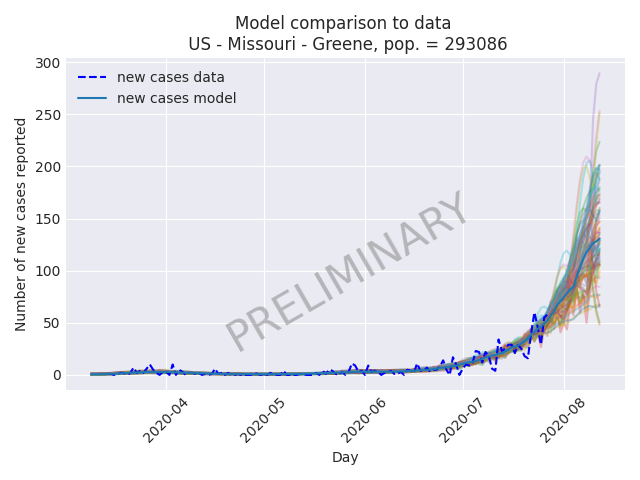 Model comparison to data
US - Missouri - Greene, pop. = 293086
new cases data
new cases model
300
250
200
150
100
50
0
Number of new cases reported
PRELIMINARY
2020-04
2020-05
2020-06
2020-07
2020-08
Day